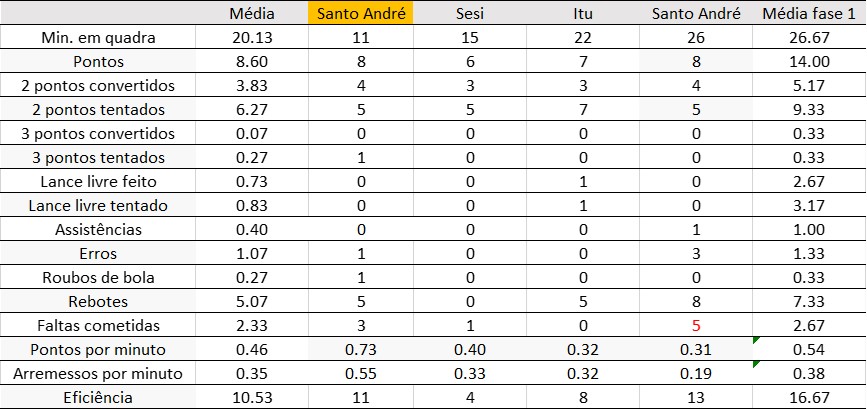 Média Santo André Sesi Itu Santo André Média fase 1
Min. em quadra 20.13 11 15 22 26 26.67
Pontos 8.60 8 6 7 8 14.00
2 pontos convertidos 3.83 4 3 3 4 5.17
2 pontos tentados 6.27 5 5 7 5 9.33
3 pontos convertidos 0.07 0 0 0 0 0.33
3 pontos tentados 0.27 1 0 0 0 0.33
Lance livre feito 0.73 0 0 1 0 2.67
Lance livre tentado 0.83 0 0 1 0 3.17
Assistências 0.40 0 0 0 1 1.00
Erros 1.07 1 0 0 3 1.33
Roubos de bola 0.27 1 0 0 0 0.33
Rebotes 5.07 5 0 5 8 7.33
Faltas cometidas 2.33 3 1 0 5 2.67
Pontos por minuto 0.46 0.73 0.40 0.32 0.31 0.54
Arremessos por minuto 0.35 0.55 0.33 0.32 0.19 0.38
Eficiência 10.53 11 4 8 13 16.67